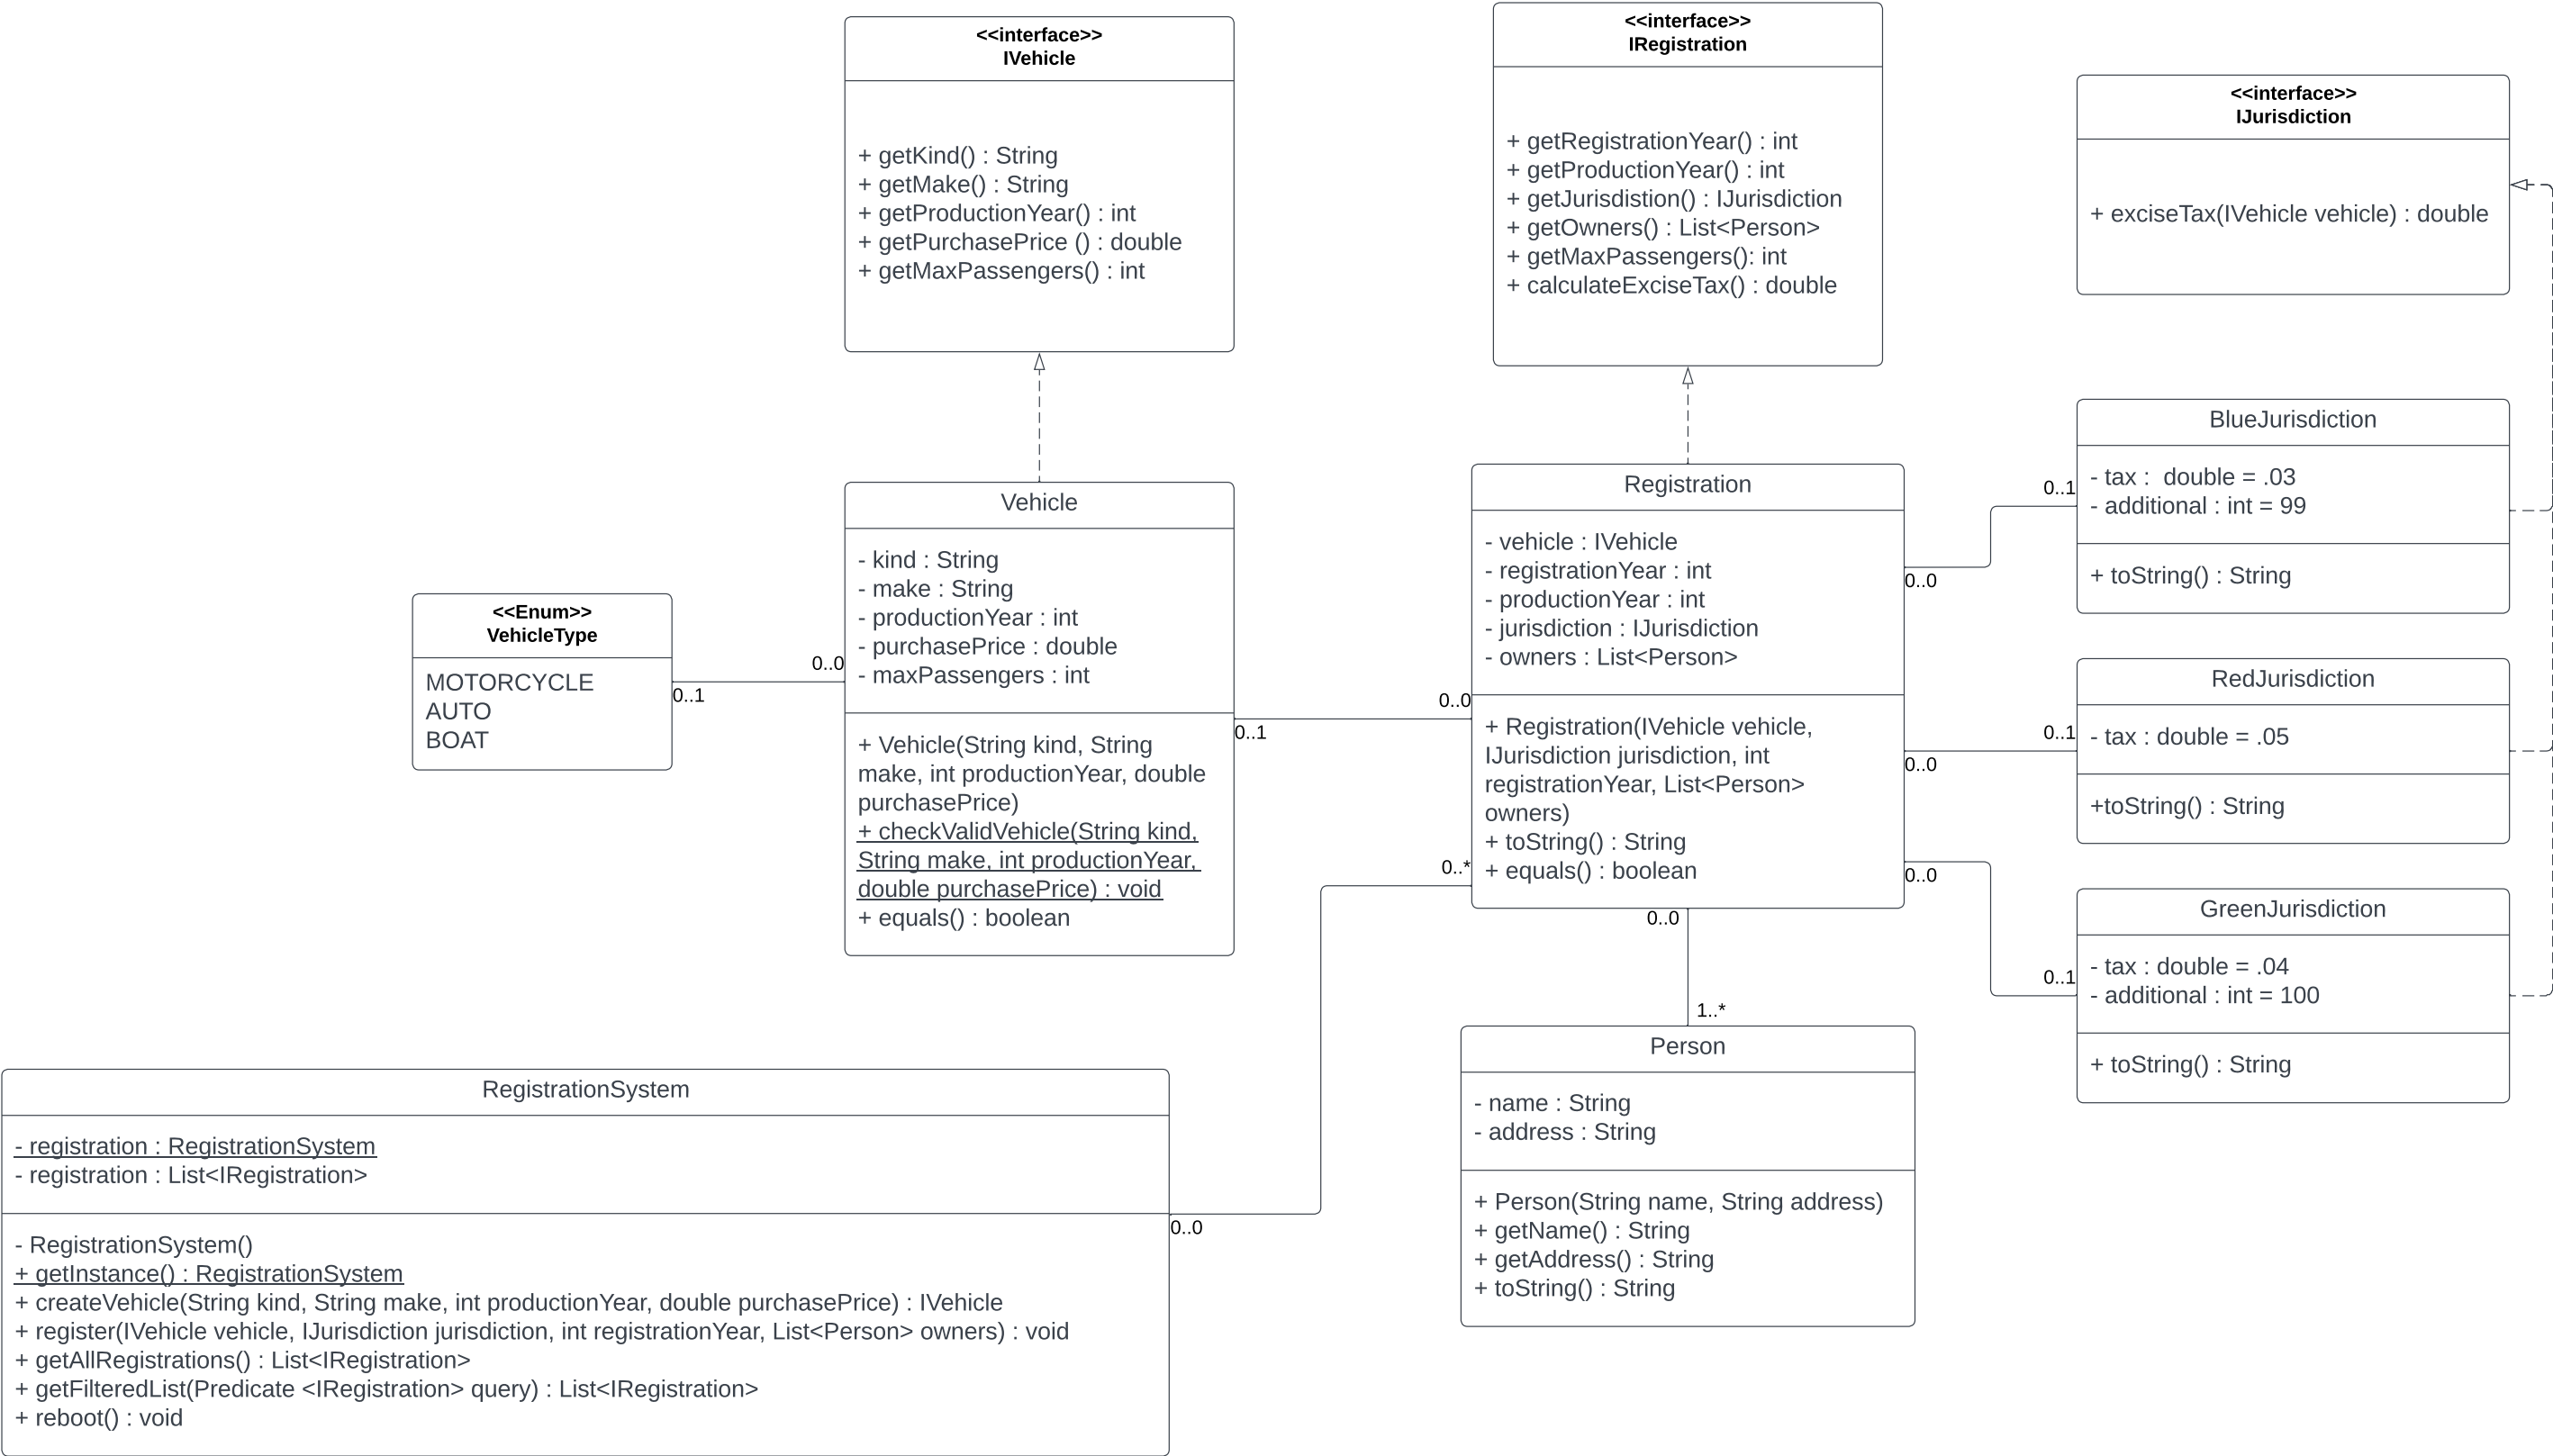 <<interface>>
IVehicle
+ getKind() : String
+ getMake() : String
+ getProductionYear() : int
+ getPurchasePrice () : double
+ getMaxPassengers() : int
<<interface>>
IRegistration
+ getRegistrationYear() : int
+ getProductionYear() : int
+ getJurisdistion() : IJurisdiction
+ getOwners() : List<Person>
+ getMaxPassengers(): int
+ calculateExciseTax() : double
<<interface>>
IJurisdiction
+ exciseTax(IVehicle vehicle) : double
<<Enum>>
VehicleType
MOTORCYCLE
AUTO
BOAT
0..1
0..0
Vehicle
- kind : String
- make : String
- productionYear : int
- purchasePrice : double
- maxPassengers : int
+ Vehicle(String kind, String
make, int productionYear, double
purchasePrice)
+ checkValidVehicle(String kind,
String make, int productionYear,
double purchasePrice) : void
+ equals() : boolean
0..1
0..0
0..*
Registration
- vehicle : IVehicle
- registrationYear : int
- productionYear : int
- jurisdiction : IJurisdiction
- owners : List<Person>
+ Registration(IVehicle vehicle,
IJurisdiction jurisdiction, int
registrationYear, List<Person>
owners)
+ toString() : String
+ equals() : boolean
0..0
0..1
0..0
0..1
0..0
0..1
BlueJurisdiction
- tax :  double = .03
- additional : int = 99
+ toString() : String
RedJurisdiction
- tax : double = .05
+toString() : String
GreenJurisdiction
- tax : double = .04
- additional : int = 100
+ toString() : String
0..0
1..*
Person
- name : String
- address : String
+ Person(String name, String address)
+ getName() : String
+ getAddress() : String
+ toString() : String
RegistrationSystem
- registration : RegistrationSystem
- registration : List<IRegistration>
- RegistrationSystem()
+ getInstance() : RegistrationSystem
+ createVehicle(String kind, String make, int productionYear, double purchasePrice) : IVehicle
+ register(IVehicle vehicle, IJurisdiction jurisdiction, int registrationYear, List<Person> owners) : void
+ getAllRegistrations() : List<IRegistration>
+ getFilteredList(Predicate <IRegistration> query) : List<IRegistration>
+ reboot() : void
0..0